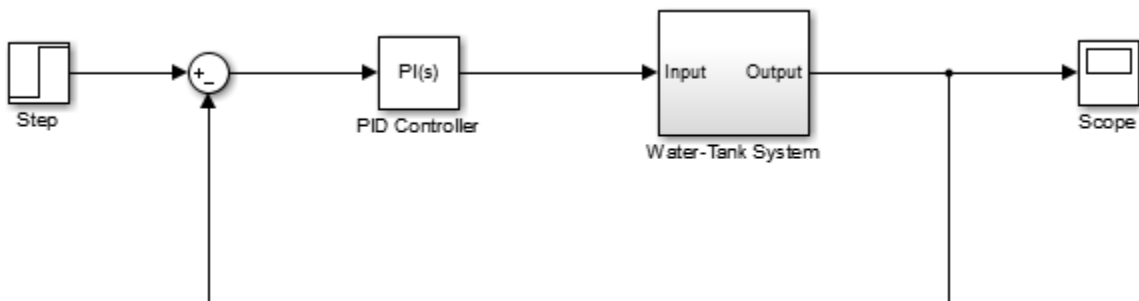 Step
+
−
PI(s)
PID Controller
Input
Output
Water-Tank System
Scope